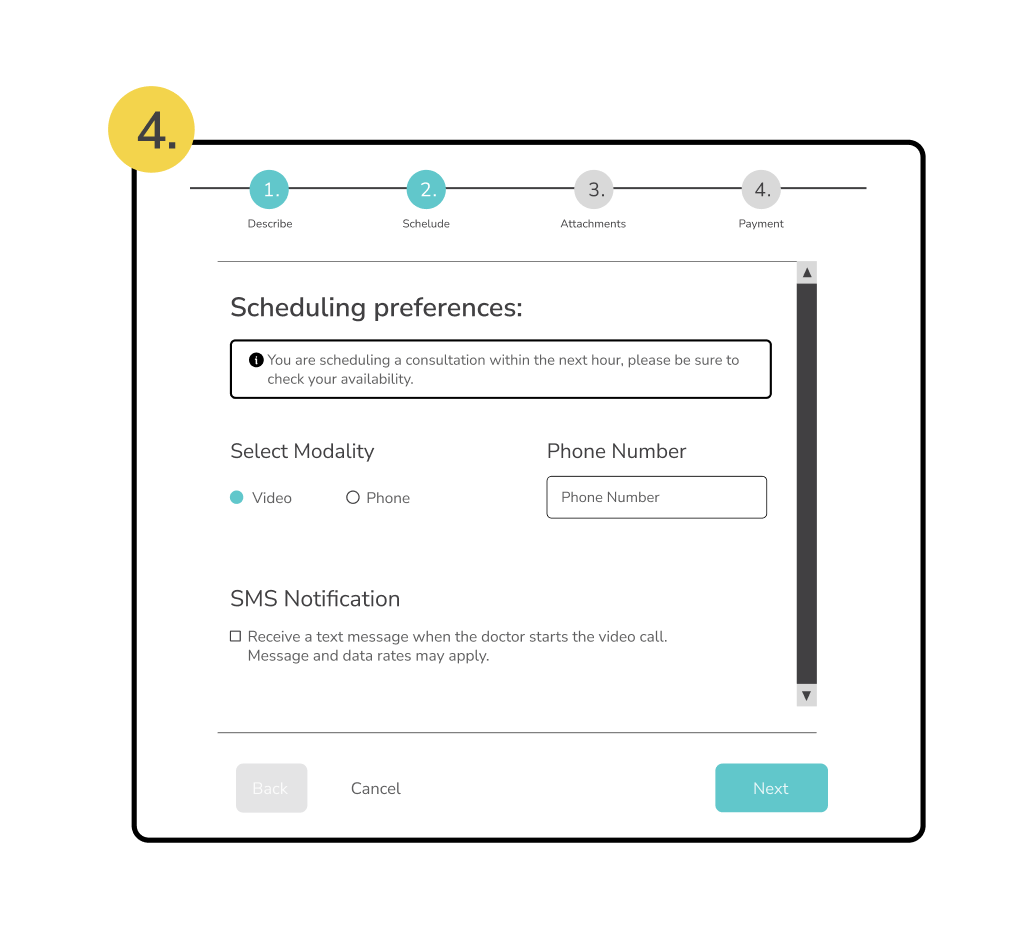 4.
1. 2. 3. 4.
Describe Schelude Attachments Payment
Scheduling preferences:
You are scheduling a consultation within the next hour, please be sure to
check your availability.
Select Modality
Video Phone
Phone Number
Phone Number
SMS Notification
Receive a text message when the doctor starts the video call.
Message and data rates may apply.
Back Cancel Next